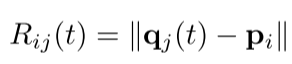 R_{ij}(t) = \|\mathbf{q}_j(t) - \mathbf{p}_i\|